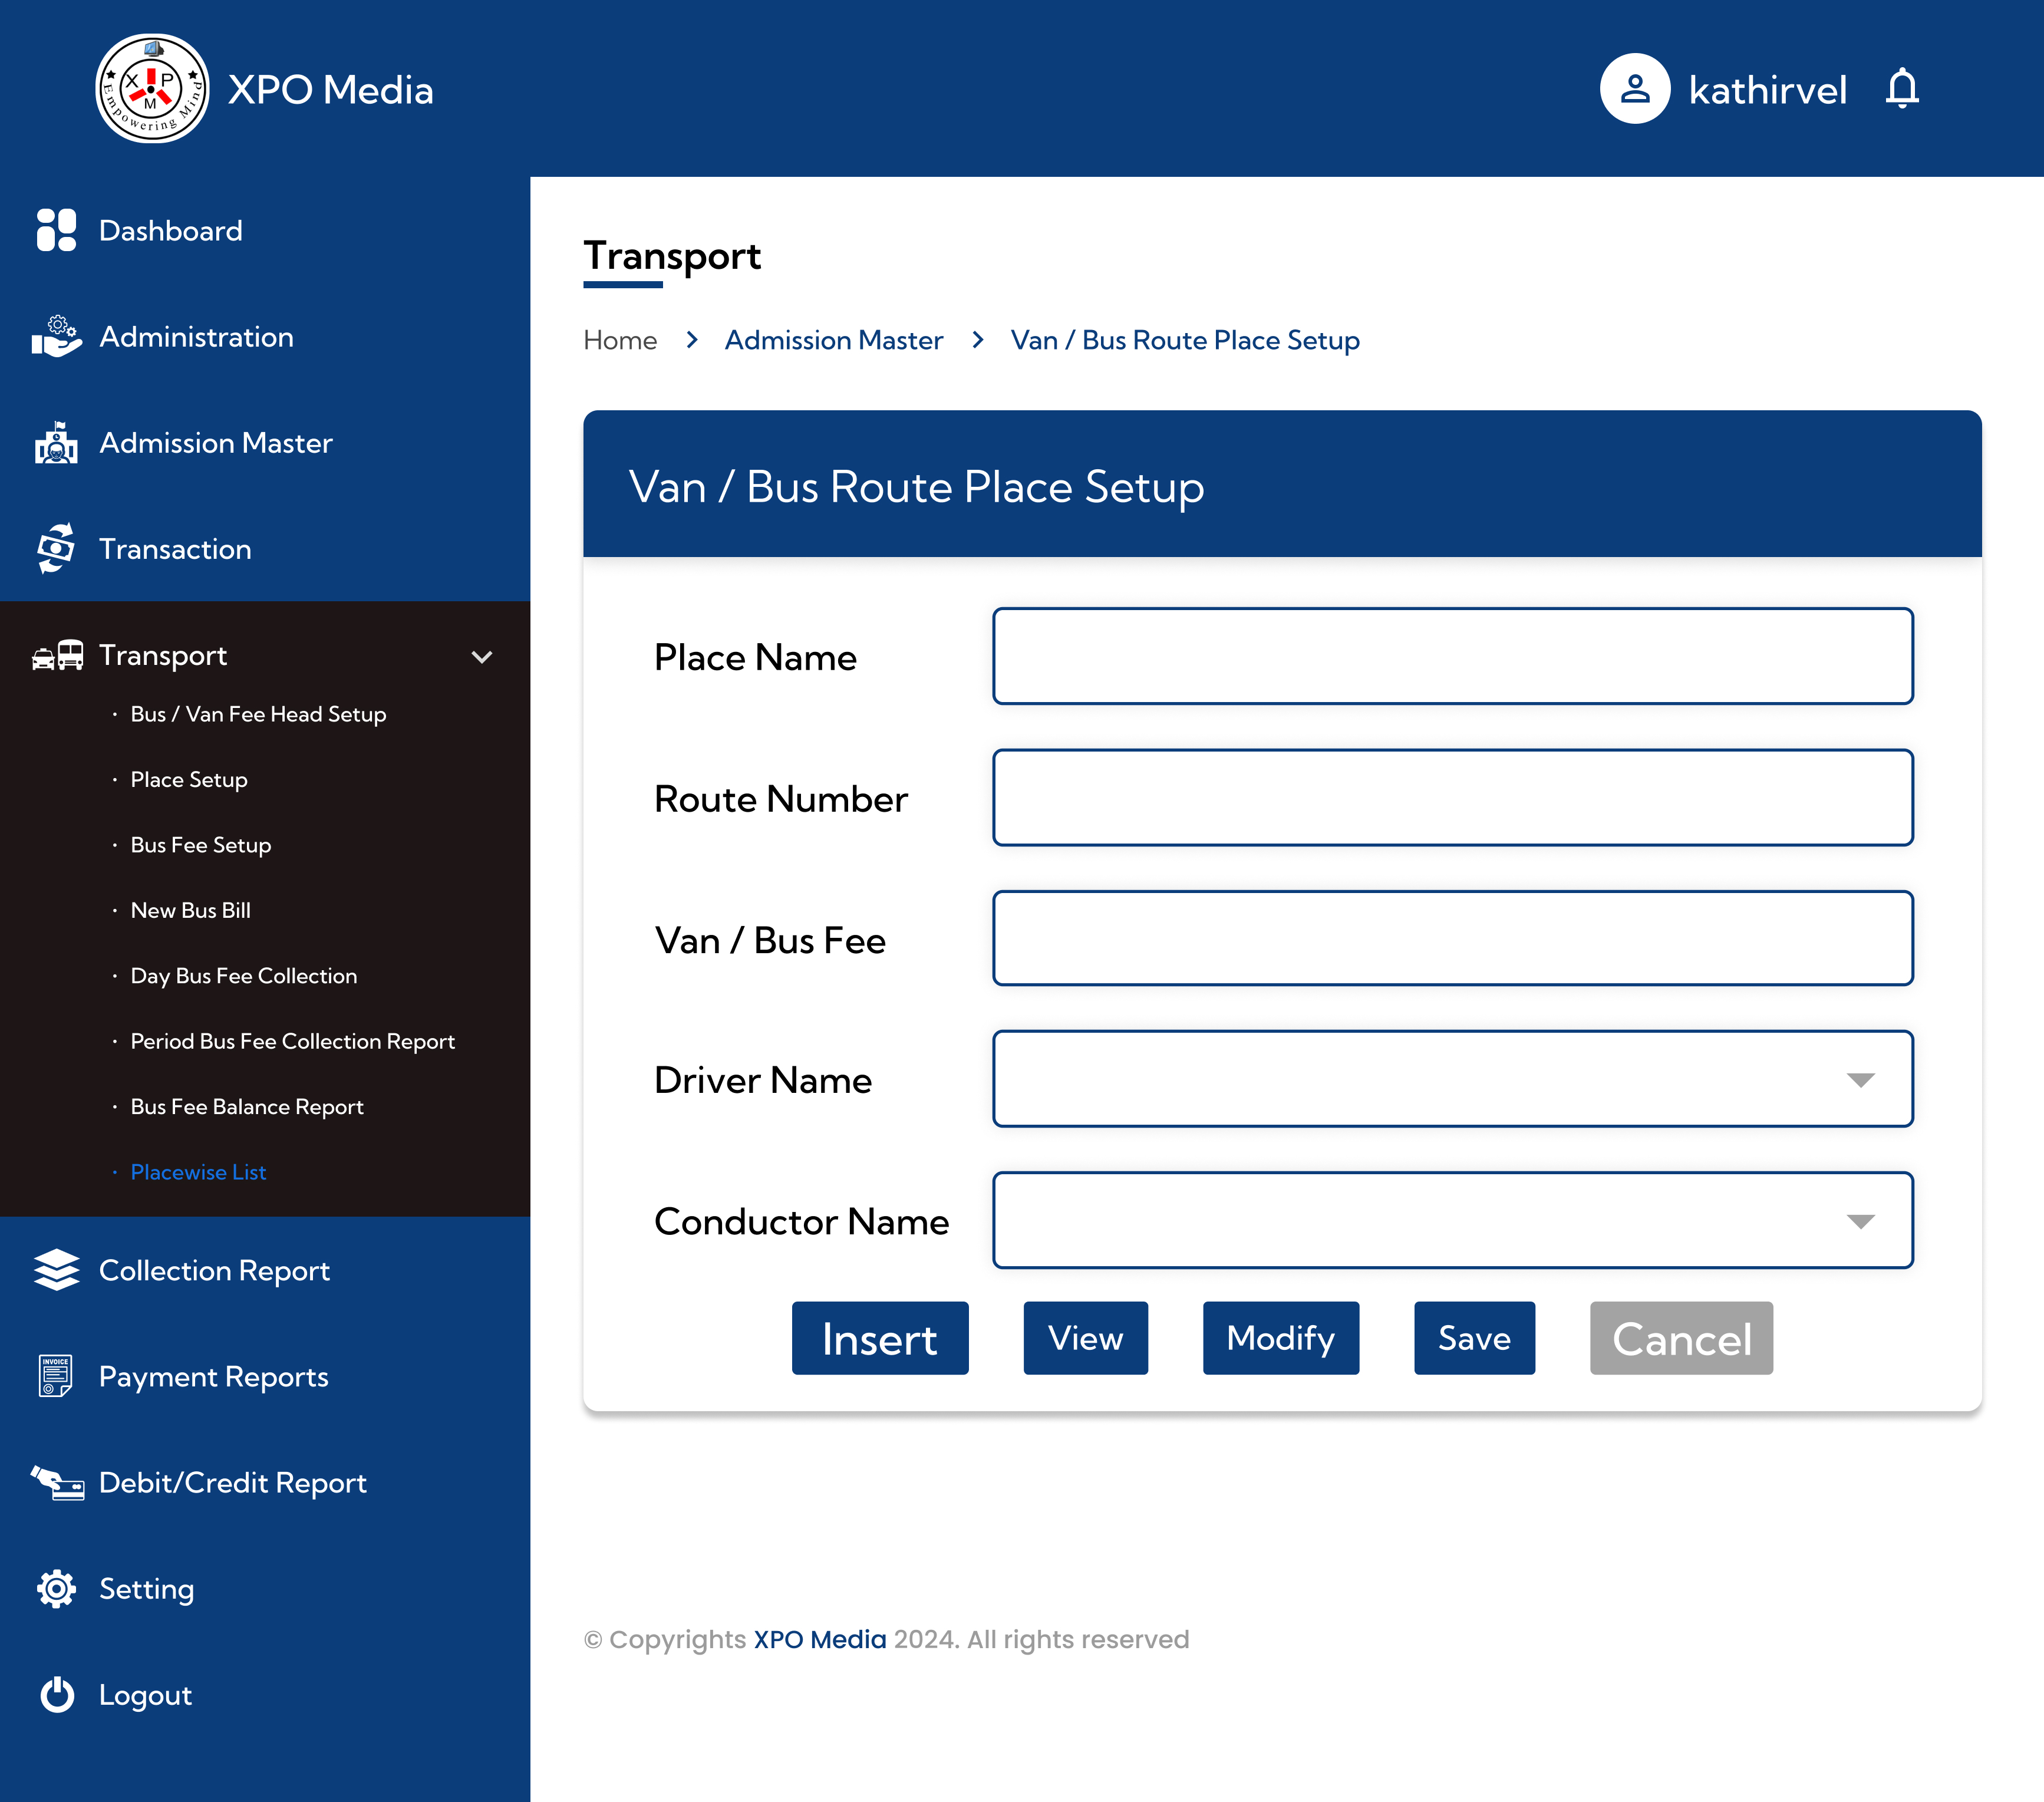 X P M
Empowering Mind
XPO Media
kathirvel
Dashboard
Administration
Admission Master
Transaction
Transport
· Bus / Van Fee Head Setup
· Place Setup
· Bus Fee Setup
· New Bus Bill
· Day Bus Fee Collection
· Period Bus Fee Collection Report
· Bus Fee Balance Report
· Placewise List
Collection Report
INVOICE
Payment Reports
Debit/Credit Report
Setting
Logout
Transport
Home > Admission Master > Van / Bus Route Place Setup
Van / Bus Route Place Setup
Place Name
Route Number
Van / Bus Fee
Driver Name
Conductor Name
Insert View Modify Save Cancel
© Copyrights XPO Media 2024. All rights reserved